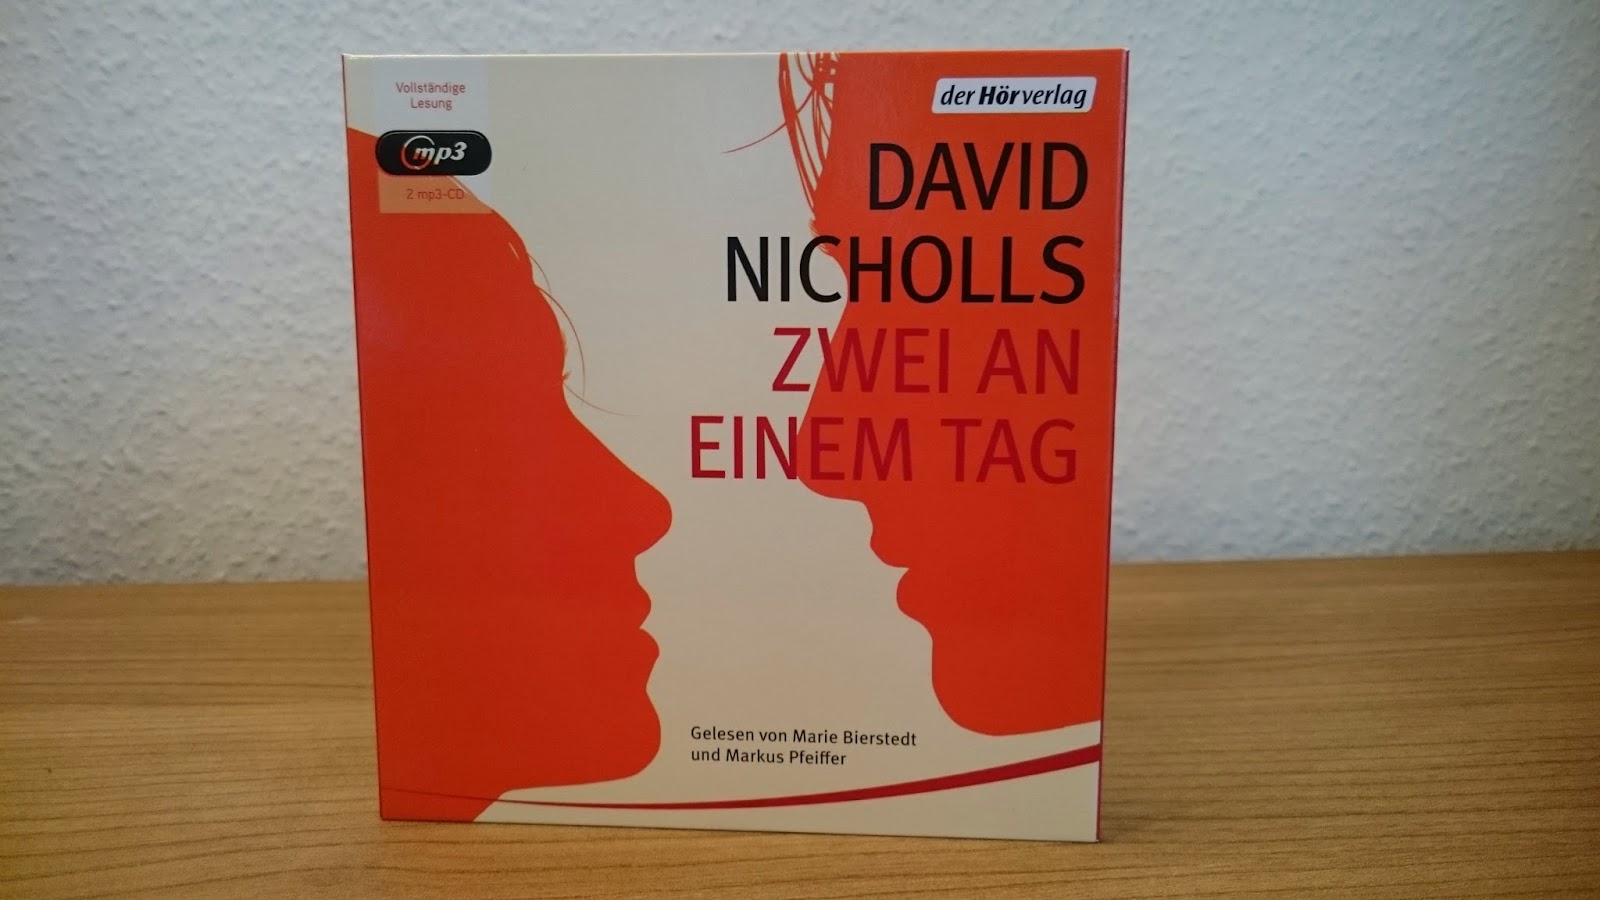 Vollständige
Lesung
mp3
2 mp3-CD
der Hörverlag
DAVID
NICHOLLS
ZWEI AN
EINEM TAG
Gelesen von Marie Bierstedt
und Markus Pfeiffer